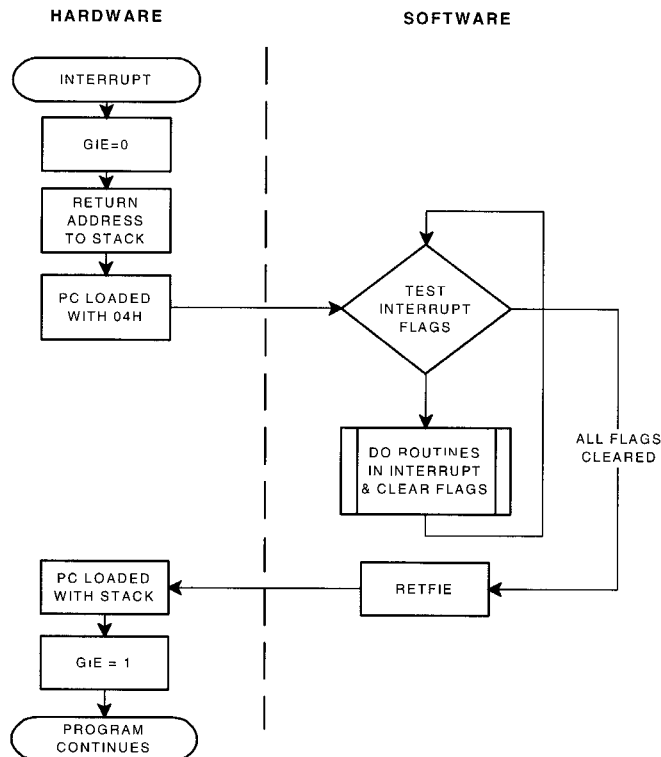 HARDWARE
SOFTWARE
INTERRUPT
GIE=0
RETURN
ADDRESS
TO STACK
PC LOADED
WITH 04H
TEST
INTERRUPT
FLAGS
DO ROUTINES
IN INTERRUPT
& CLEAR FLAGS
ALL FLAGS
CLEARED
RETFIE
PC LOADED
WITH STACK
GIE = 1
PROGRAM
CONTINUES